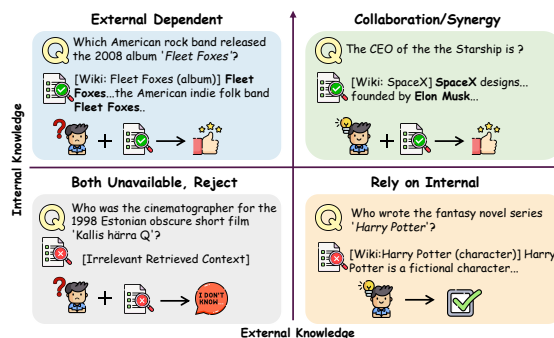 External Dependent
Which American rock band released
the 2008 album 'Fleet Foxes'?
[Wiki: Fleet Foxes (album)] Fleet
Foxes...the American indie folk band
Fleet Foxes..
Collaboration/Synergy
The CEO of the the Starship is ?
[Wiki: SpaceX] SpaceX designs...
founded by Elon Musk...
Internal Knowledge
Both Unavailable, Reject
Who was the cinematographer for the
1998 Estonian obscure short film
'Kallis härra Q'?
[Irrelevant Retrieved Context]
I DON'T
KNOW
Rely on Internal
Who wrote the fantasy novel series
'Harry Potter'?
[Wiki:Harry Potter (character)] Harry
Potter is a fictional character...
External Knowledge